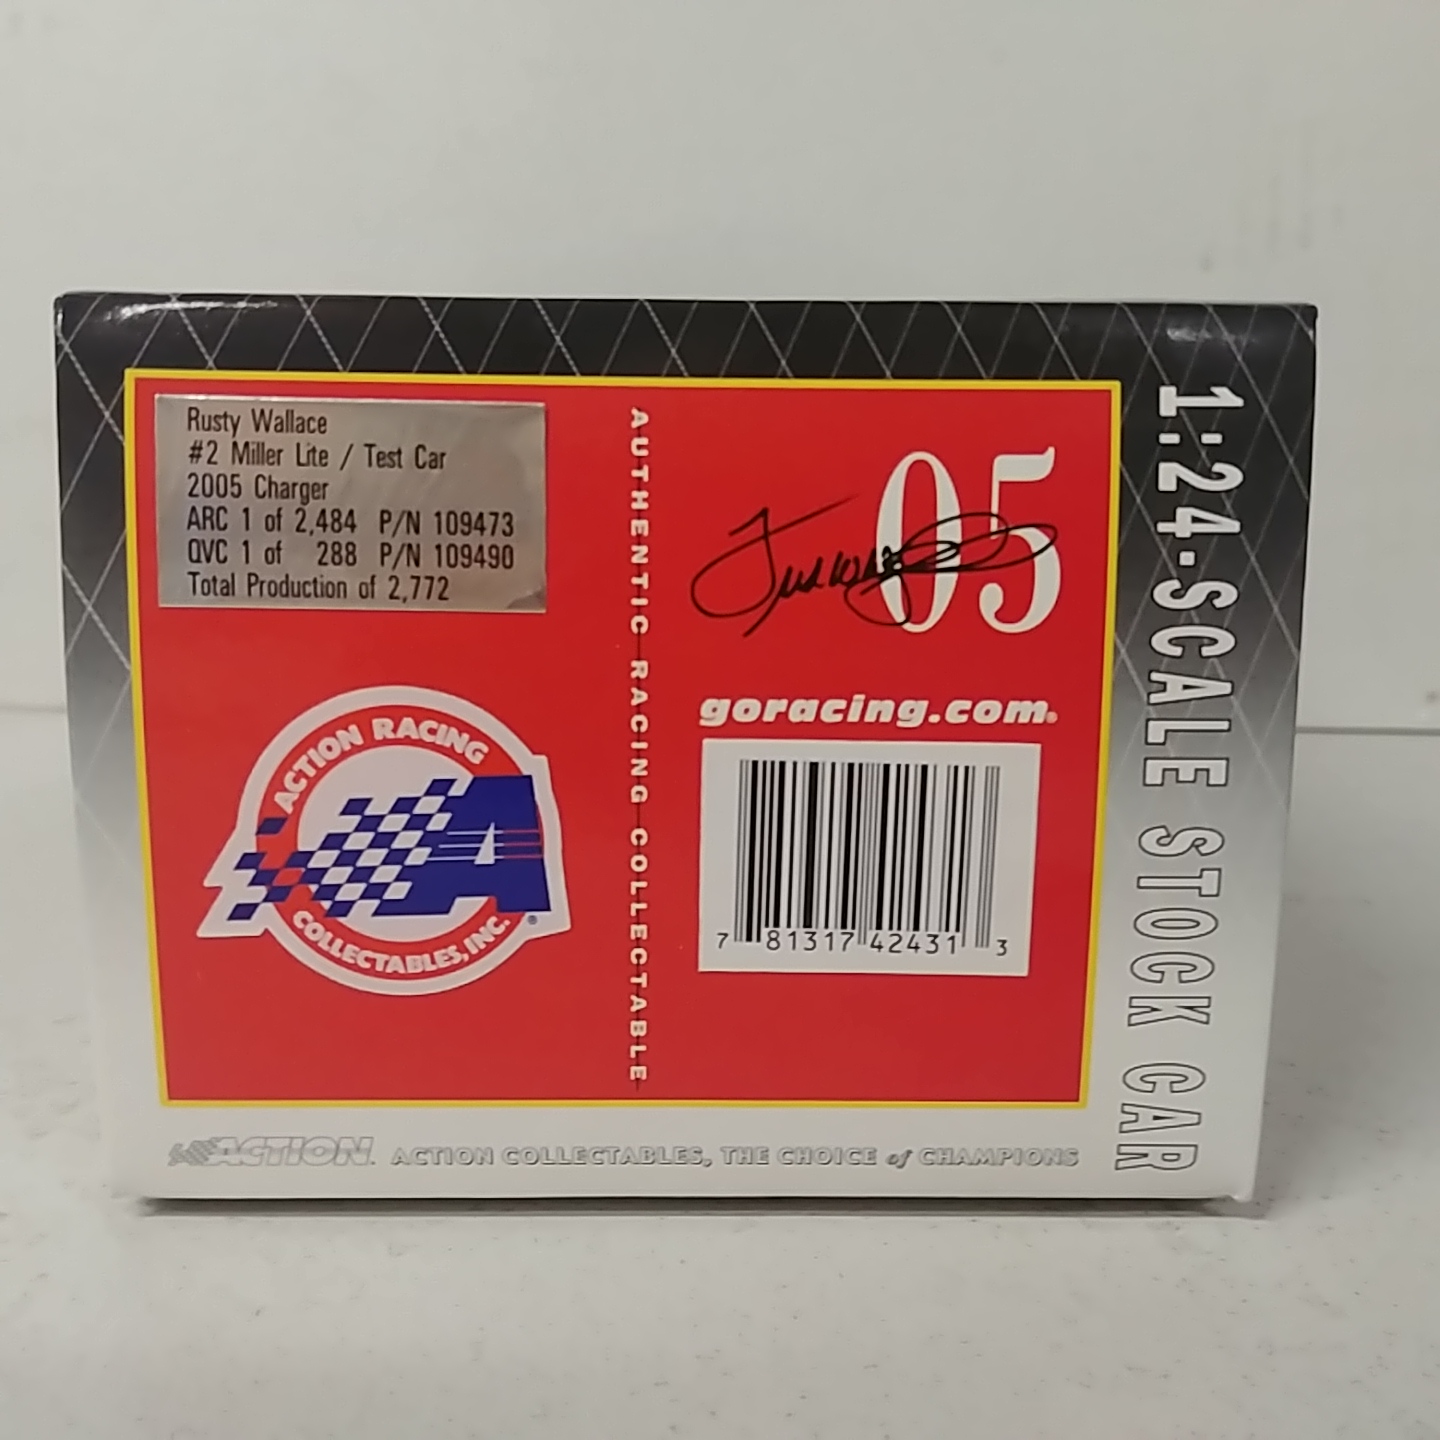 Rusty Wallace
#2 Miller Lite / Test Car
2005 Charger
ARC 1 of 2,484 P/N 109473
QVC 1 of 288 P/N 109490
Total Production of 2,772
ACTION RACING
COLLECTABLES, INC.
®
AUTHENTIC RACING COLLECTABLE
05
goracing.com®
7 81317 42431 3
1:24-SCALE STOCK CAR
ACTION. ACTION COLLECTABLES, THE CHOICE of CHAMPIONS